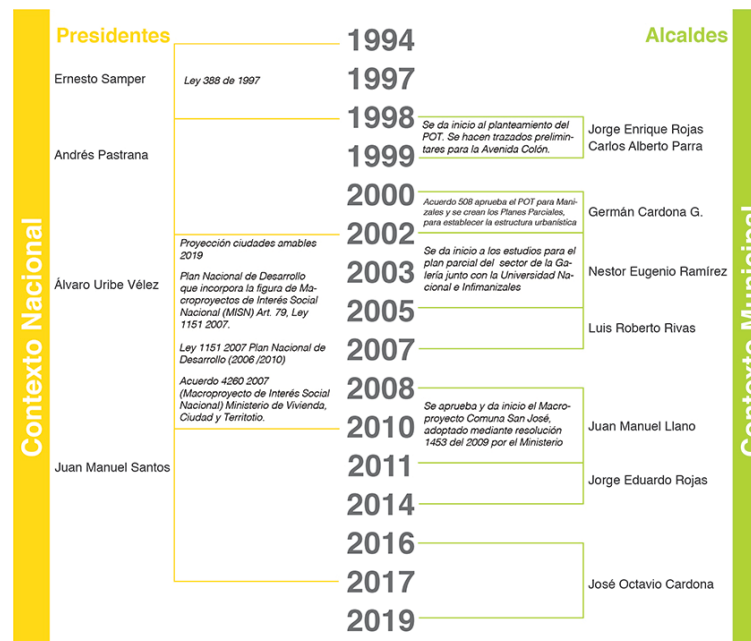 Contexto Nacional
Presidentes
Ernesto Samper
Andrés Pastrana
Álvaro Uribe Vélez
Juan Manuel Santos
Ley 388 de 1997
Proyección ciudades amables
2019
Plan Nacional de Desarrollo
que incorpora la figura de Ma-
croproyectos de Interés Social
Nacional (MISN) Art. 79, Ley
1151 2007.
Ley 1151 2007 Plan Nacional de
Desarrollo (2006 /2010)
Acuerdo 4260 2007
(Macroproyecto de Interés Social
Nacional) Ministerio de Vivienda,
Ciudad y Territotio.
1994
1997
1998
1999
2000
2002
2003
2005
2007
2008
2010
2011
2014
2016
2017
2019
Se da inicio al planteamiento del
POT. Se hacen trazados prelimin-
tares para la Avenida Colón.
Acuerdo 508 aprueba el POT para Mani-
zales y se crean los Planes Parciales,
para establecer la estructura urbanística
Se da inicio a los estudios para el
plan parcial del sector de la Ga-
lería junto con la Universidad Na-
cional e Infimanizales
Se aprueba y da inicio el Macro-
proyecto Comuna San José,
adoptado mediante resolución
1453 del 2009 por el Ministerio
Alcaldes
Jorge Enrique Rojas
Carlos Alberto Parra
Germán Cardona G.
Nestor Eugenio Ramírez
Luis Roberto Rivas
Juan Manuel Llano
Jorge Eduardo Rojas
José Octavio Cardona
Contexto Municipal